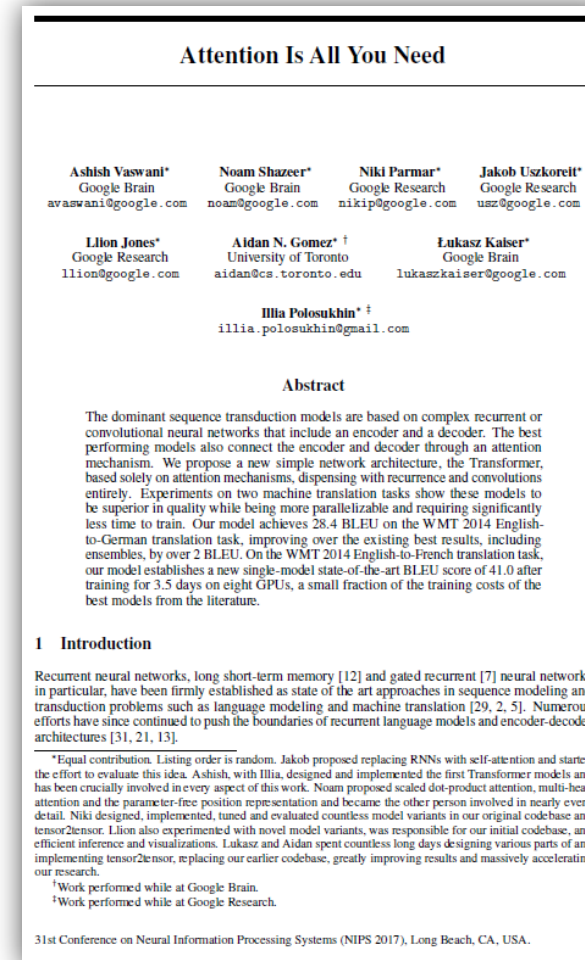 Attention Is All You Need
Ashish Vaswani* Noam Shazeer* Niki Parmar* Jakob Uszkoreit*
Google Brain Google Brain Google Research Google Research
avaswani@google.com noam@google.com nikip@google.com usz@google.com
Llion Jones* Aidan N. Gomez* † Łukasz Kaiser*
Google Research University of Toronto Google Brain
llion@google.com aidan@cs.toronto.edu lukaszkaiser@google.com
Illia Polosukhin* ‡
illia.polosukhin@gmail.com
Abstract
The dominant sequence transduction models are based on complex recurrent or
convolutional neural networks that include an encoder and a decoder. The best
performing models also connect the encoder and decoder through an attention
mechanism. We propose a new simple network architecture, the Transformer,
based solely on attention mechanisms, dispensing with recurrence and convolutions
entirely. Experiments on two machine translation tasks show these models to
be superior in quality while being more parallelizable and requiring significantly
less time to train. Our model achieves 28.4 BLEU on the WMT 2014 English-
to-German translation task, improving over the existing best results, including
ensembles, by over 2 BLEU. On the WMT 2014 English-to-French translation task,
our model establishes a new single-model state-of-the-art BLEU score of 41.0 after
training for 3.5 days on eight GPUs, a small fraction of the training costs of the
best models from the literature.
1 Introduction
Recurrent neural networks, long short-term memory [12] and gated recurrent [7] neural network
in particular, have been firmly established as state of the art approaches in sequence modeling an
transduction problems such as language modeling and machine translation [29, 2, 5]. Numerou
efforts have since continued to push the boundaries of recurrent language models and encoder-decode
architectures [31, 21, 13].
*Equal contribution. Listing order is random. Jakob proposed replacing RNNs with self-attention and starte
the effort to evaluate this idea. Ashish, with Illia, designed and implemented the first Transformer models an
has been crucially involved in every aspect of this work. Noam proposed scaled dot-product attention, multi-hea
attention and the parameter-free position representation and became the other person involved in nearly ever
detail. Niki designed, implemented, tuned and evaluated countless model variants in our original codebase an
tensor2tensor. Llion also experimented with novel model variants, was responsible for our initial codebase, an
efficient inference and visualizations. Lukasz and Aidan spent countless long days designing various parts of an
implementing tensor2tensor, replacing our earlier codebase, greatly improving results and massively acceleratin
our research.
†Work performed while at Google Brain.
‡Work performed while at Google Research.
31st Conference on Neural Information Processing Systems (NIPS 2017), Long Beach, CA, USA.